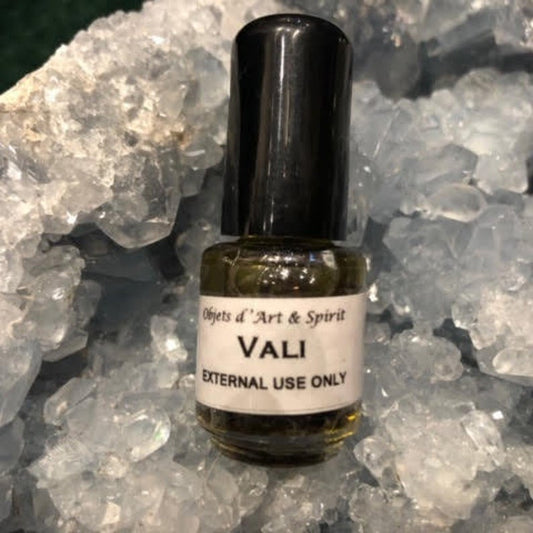 Objets d'Art & Spirit
VALI
EXTERNAL USE ONLY